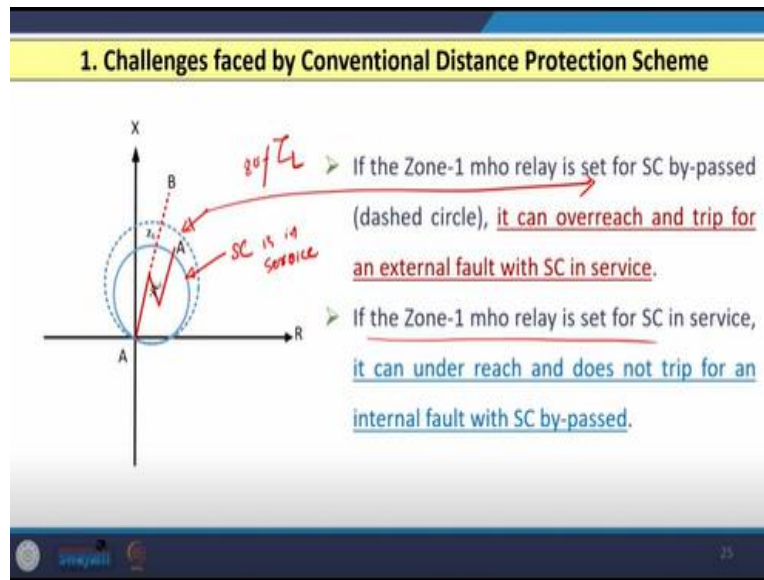 1. Challenges faced by Conventional Distance Protection Scheme
X
B
80% ZL
A'
SC is in
service
R
A
➢ If the Zone-1 mho relay is set for SC by-passed
(dashed circle), it can overreach and trip for
an external fault with SC in service.
➢ If the Zone-1 mho relay is set for SC in service,
it can under reach and does not trip for an
internal fault with SC by-passed.
swayam
25